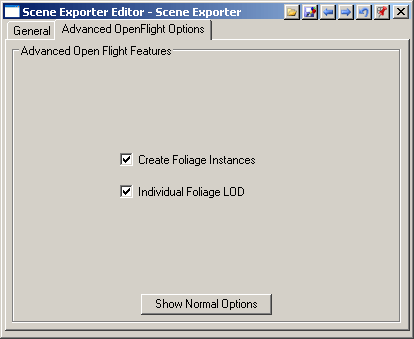 Scene Exporter Editor - Scene Exporter
General
Advanced OpenFlight Options
Advanced Open Flight Features
Create Foliage Instances
Individual Foliage LOD
Show Normal Options